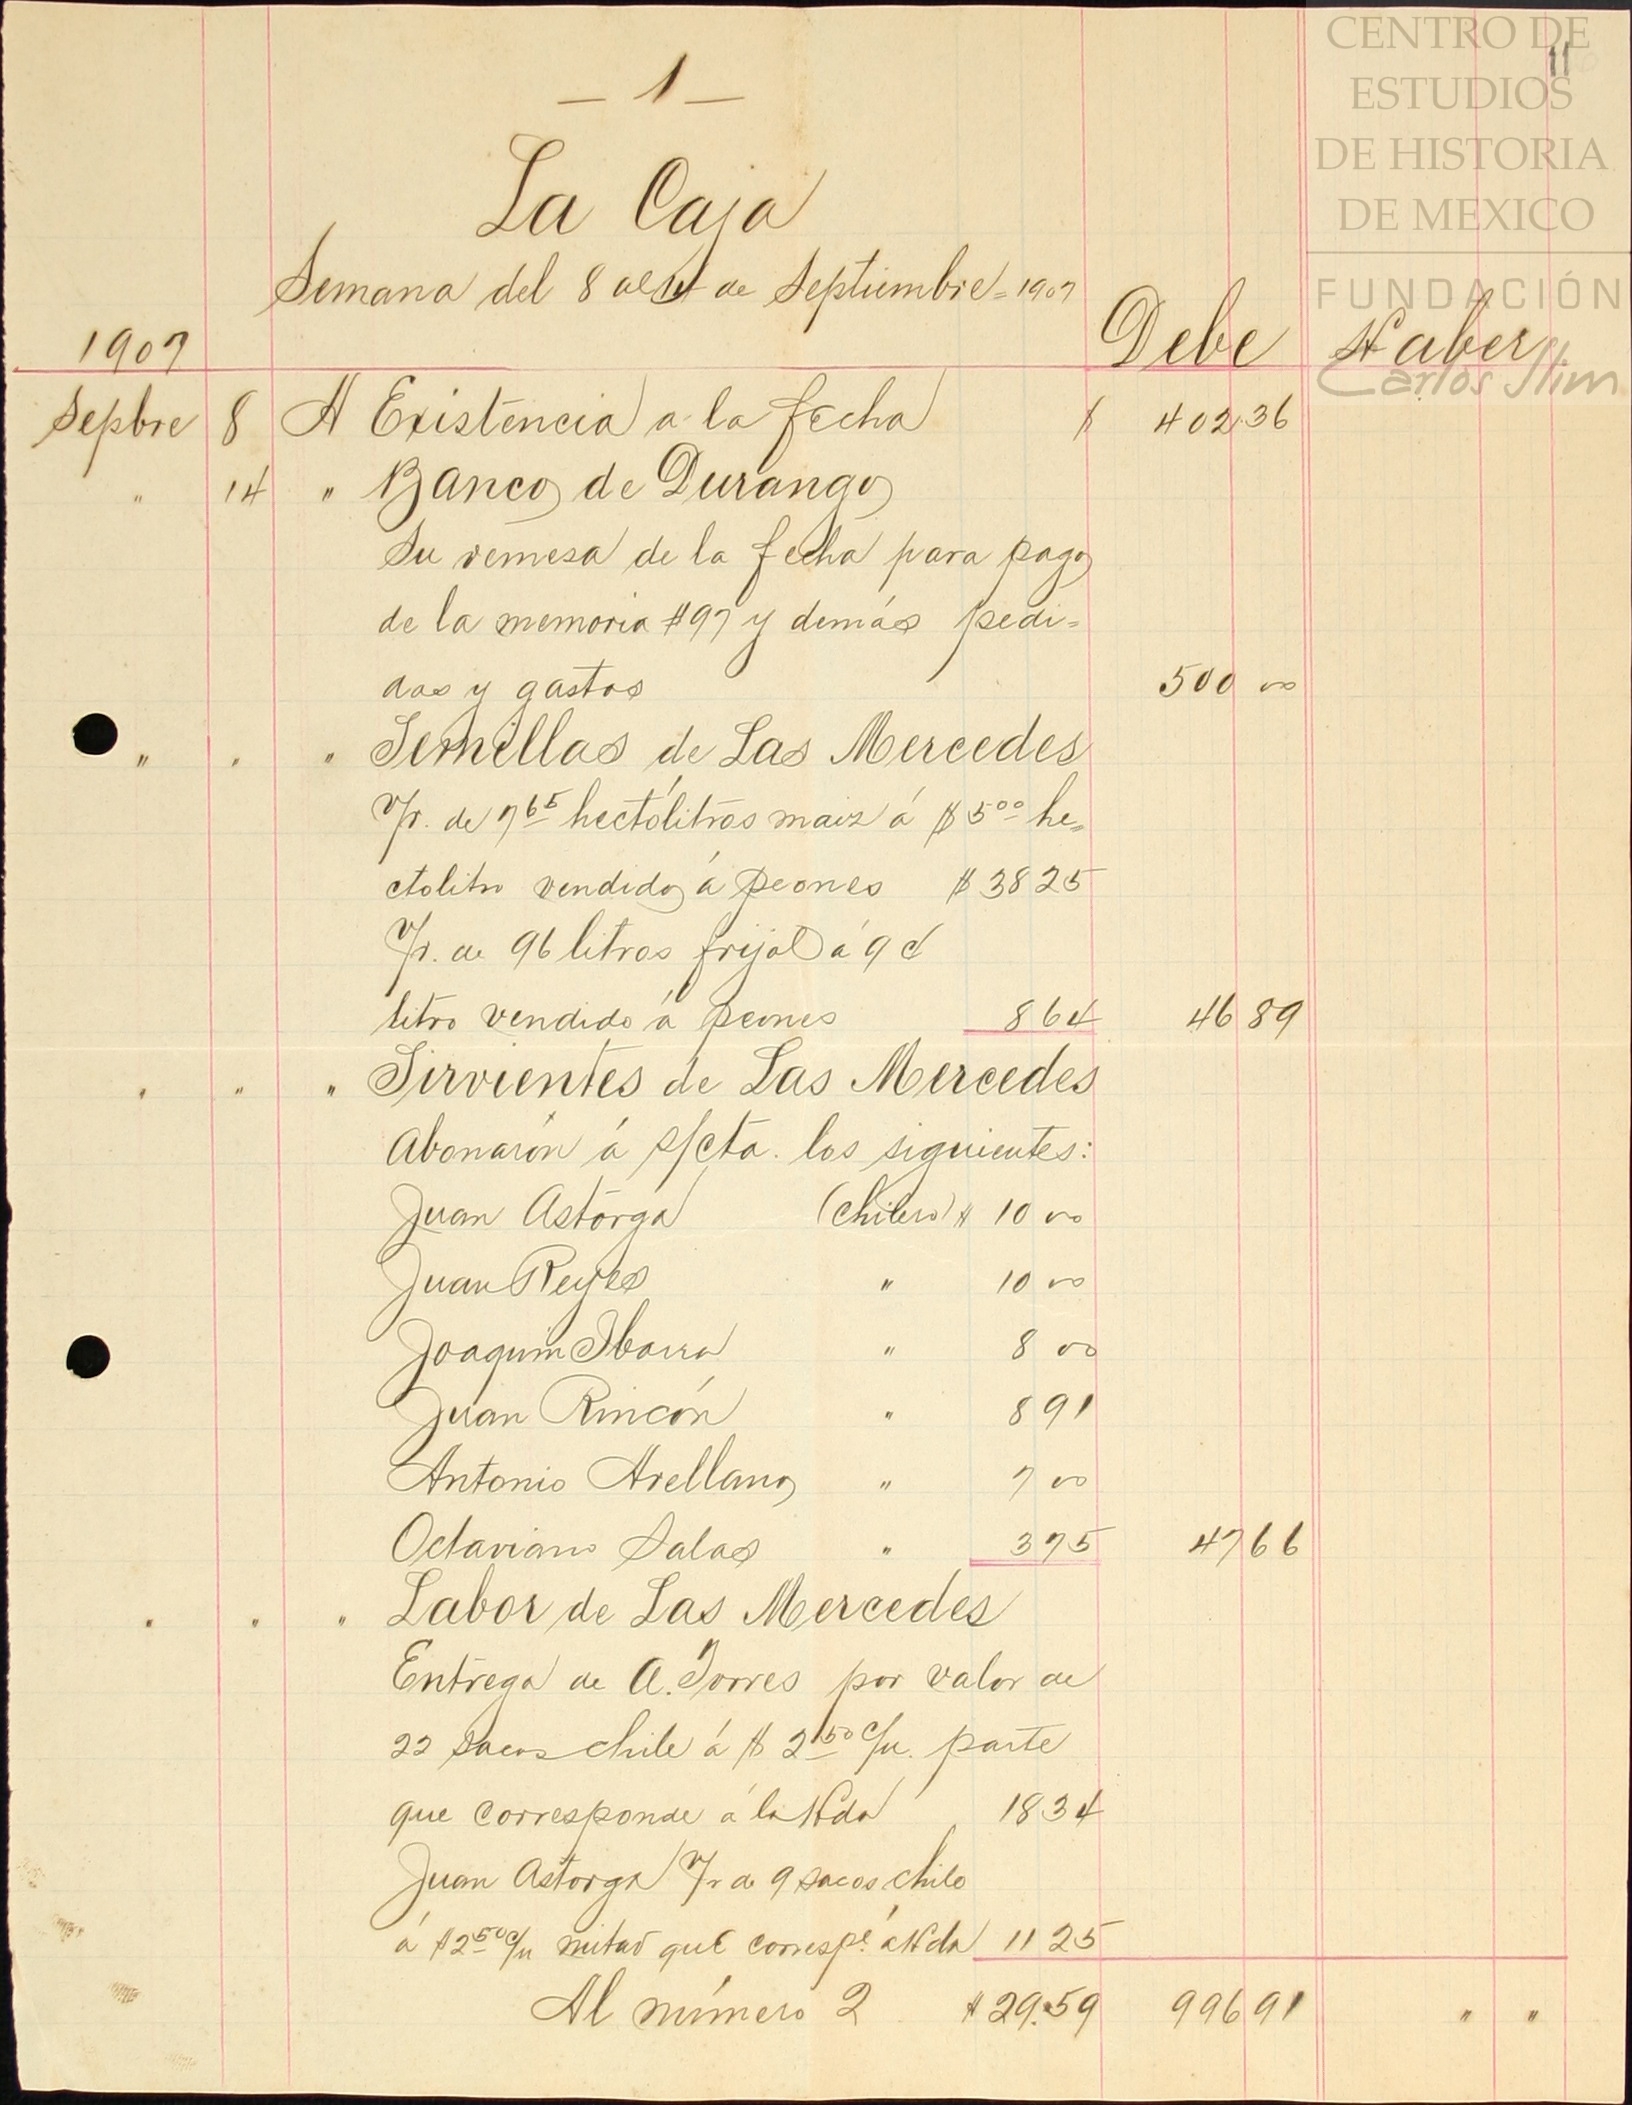 CENTRO DE
ESTUDIOS
DE HISTORIA
DE MEXICO
FUNDACIÓN
Carlos Slim
11
— 1 —
La Caja
Semana del 8 al 14 de Septiembre = 1907
1907 Debe Haber
Sepbre 8 A Existencia a la fecha $ 402 36
" 14 " Banco de Durango
Su remesa de la fecha para pago
de la memoria #97 y demás pedi=
dos y gastos 500 00
" " " Semillas de Las Mercedes
V/r. de 7 65 hectólitros maiz á $ 5 00 he=
ctolitro vendido á peones $ 38 25
V/r. de 96 litros frijol á 9 ¢
litro vendido á peones 8 64 46 89
" " " Sirvientes de Las Mercedes
Abonarón á s/cta. los siguientes:
Juan Astorga (chilero) $ 10 00
Juan Reyes " 10 00
Joaquin Ibarra " 8 00
Juan Rincón " 8 91
Antonio Arellano " 7 00
Octaviano Salas " 3 75 47 66
" " " Labor de Las Mercedes
Entrega de A. Torres por valor de
22 sacos chile á $ 2 50 c/u. parte
que corresponde á la Hda 18 34
Juan Astorga V/r de 9 sacos chile
á $2 50 c/u mitad que correspe. á Hda 11 25
Al número 2 $ 29.59 996 91 " "